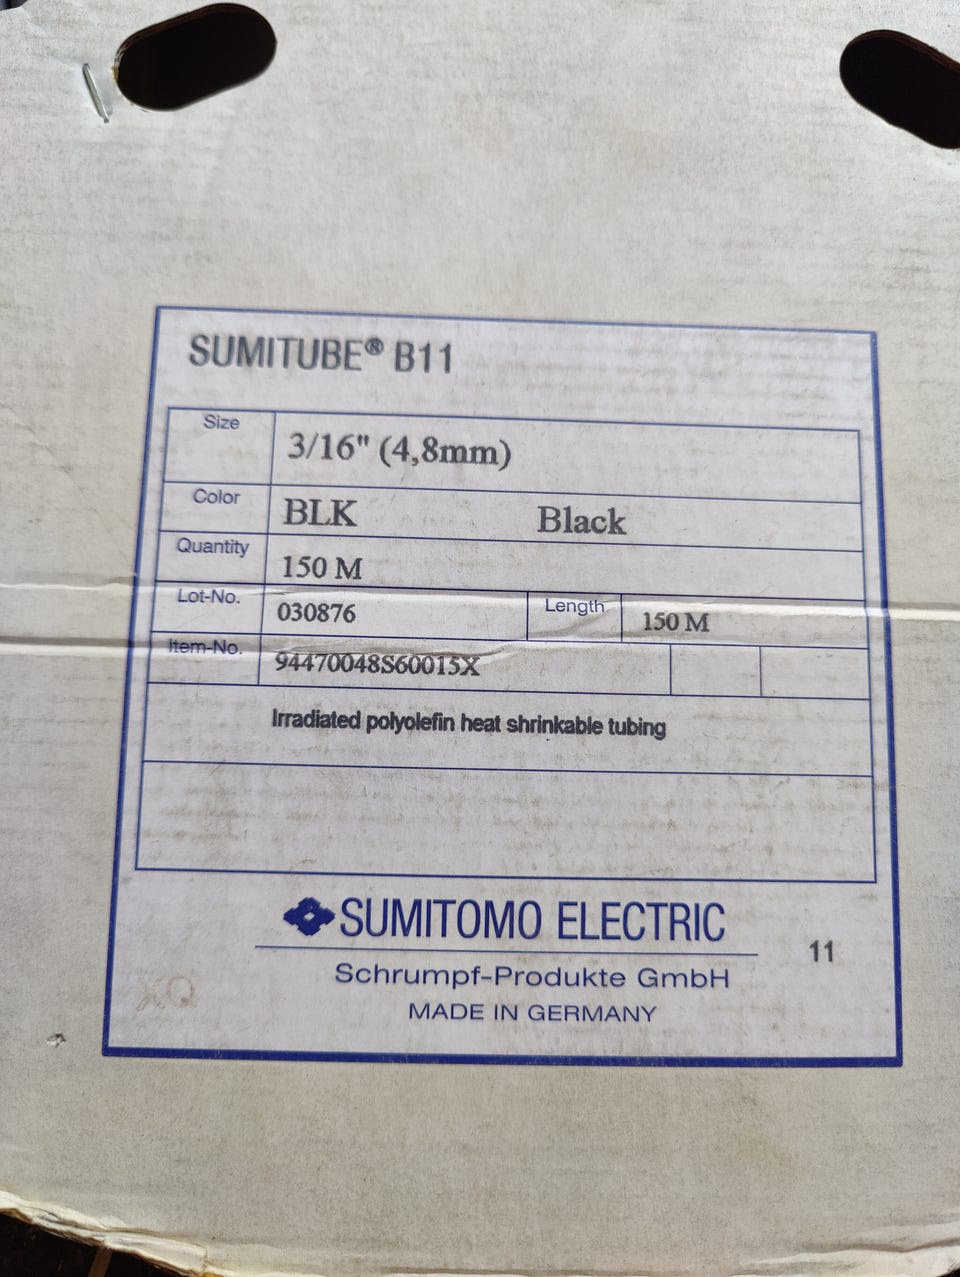 SUMITUBE® B11
Size 3/16" (4,8mm)
Color BLK Black
Quantity 150 M
Lot-No. 030876 Length 150 M
Item-No. 94470048S60015X
Irradiated polyolefin heat shrinkable tubing
SUMITOMO ELECTRIC
11
Schrumpf-Produkte GmbH
MADE IN GERMANY